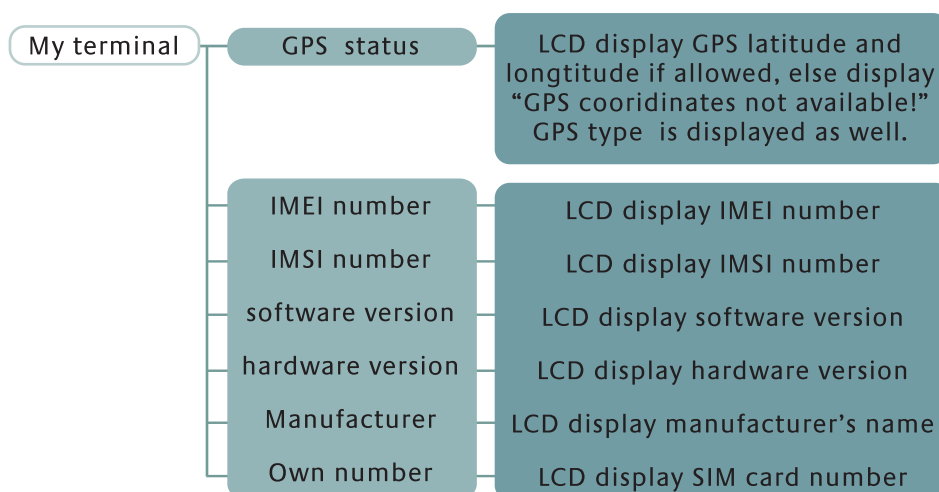 My terminal
GPS status
LCD display GPS latitude and
longtitude if allowed, else display
“GPS cooridinates not available!”
GPS type is displayed as well.
IMEI number
LCD display IMEI number
IMSI number
LCD display IMSI number
software version
LCD display software version
hardware version
LCD display hardware version
Manufacturer
LCD display manufacturer’s name
Own number
LCD display SIM card number